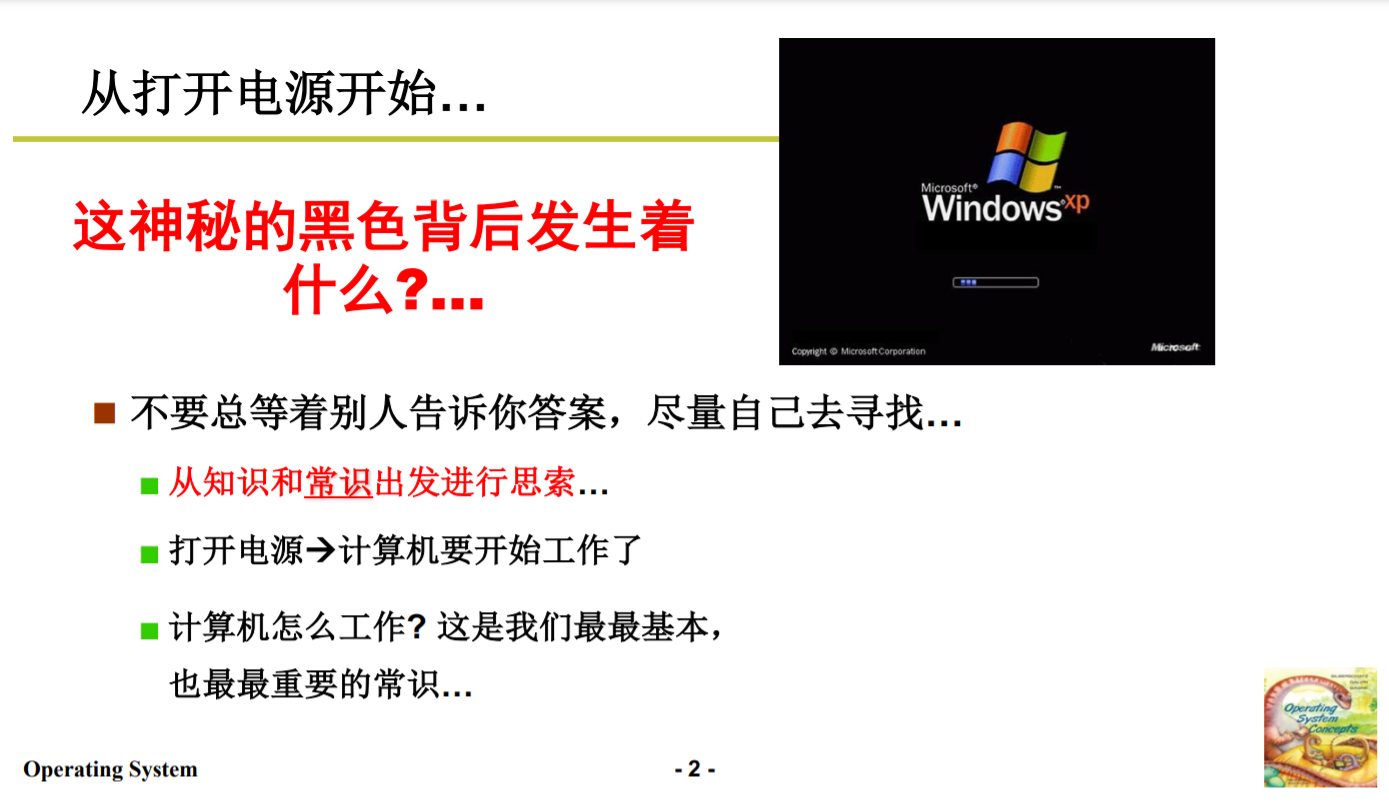 从打开电源开始…
Microsoft®
Windows®xp
™
Copyright © Microsoft Corporation
Microsoft
这神秘的黑色背后发生着
什么?...
不要总等着别人告诉你答案，尽量自己去寻找…
从知识和常识出发进行思索…
打开电源→计算机要开始工作了
计算机怎么工作? 这是我们最最基本，
也最最重要的常识…
Operating
System
Concepts
Operating System
- 2 -